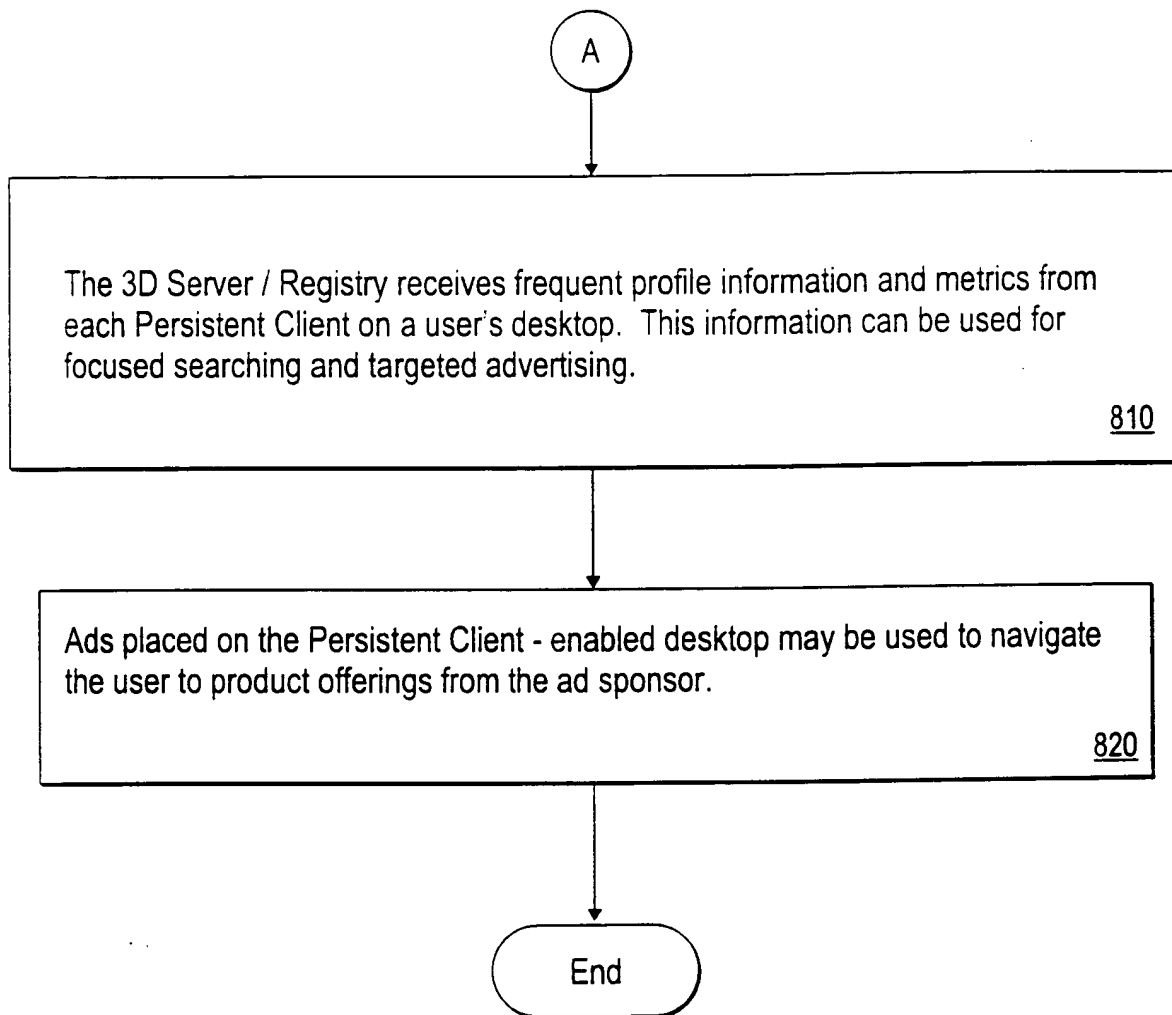 A
The 3D Server / Registry receives frequent profile information and metrics from
each Persistent Client on a user's desktop.  This information can be used for
focused searching and targeted advertising.
810
Ads placed on the Persistent Client - enabled desktop may be used to navigate
the user to product offerings from the ad sponsor.
820
End